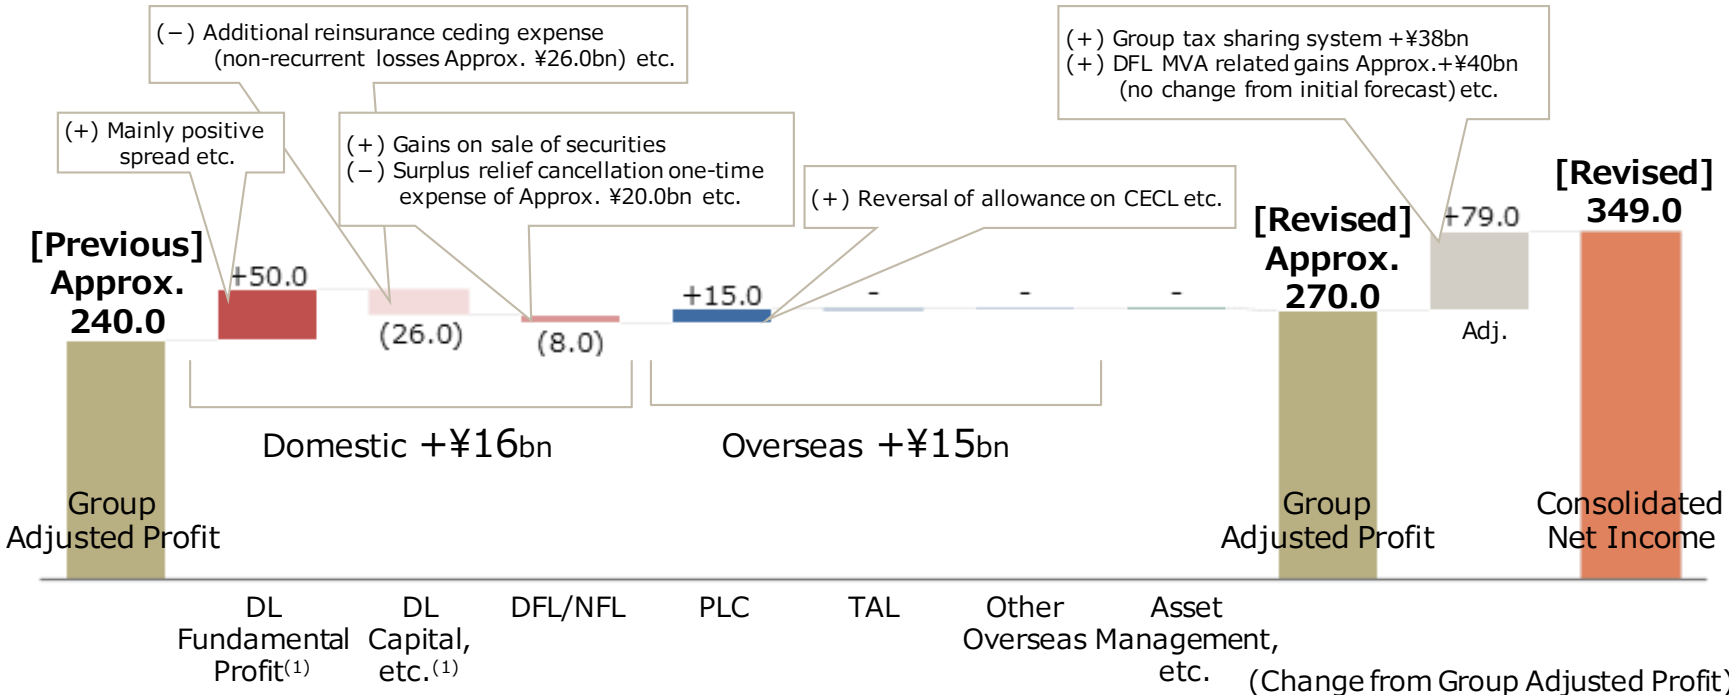 (−) Additional reinsurance ceding expense
(non-recurrent losses Approx. ¥26.0bn) etc.
(+) Group tax sharing system +¥38bn
(+) DFL MVA related gains Approx.+¥40bn
(no change from initial forecast) etc.
(+) Mainly positive
spread etc.
(+) Gains on sale of securities
(−) Surplus relief cancellation one-time
expense of Approx. ¥20.0bn etc.
(+) Reversal of allowance on CECL etc.
[Previous]
Approx.
240.0
+50.0
(26.0)
(8.0)
+15.0
-
-
-
[Revised]
Approx.
270.0
+79.0
Adj.
[Revised]
349.0
Domestic +¥16bn
Overseas +¥15bn
Group
Adjusted Profit
Group
Adjusted Profit
Consolidated
Net Income
DL
Fundamental
Profit(1)
DL
Capital,
etc.(1)
DFL/NFL
PLC
TAL
Other
Overseas
Asset
Management,
etc.
(Change from Group Adjusted Profit)